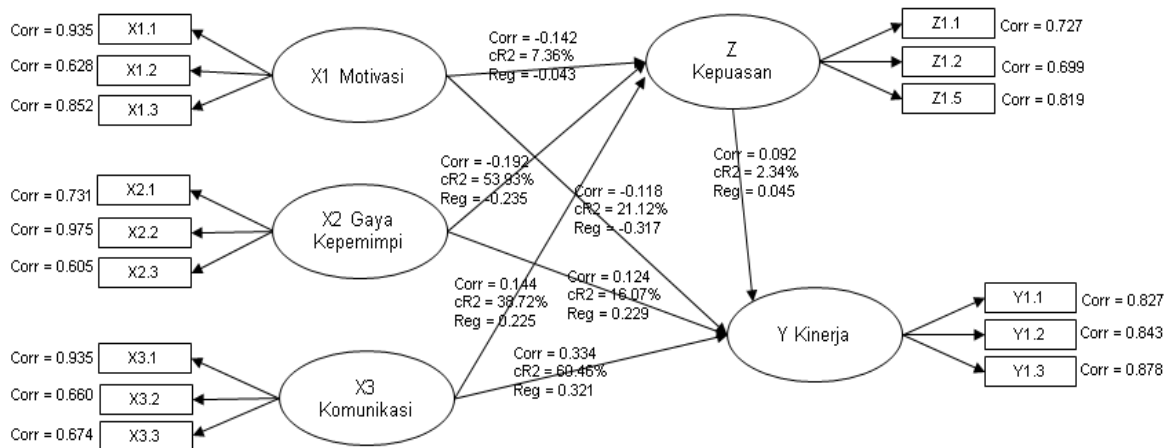 Corr = 0.935
X1.1
Corr = 0.628
X1.2
Corr = 0.852
X1.3
X1 Motivasi
Corr = -0.142
cR2 = 7.36%
Reg = -0.043
Z
Kepuasan
Z1.1
Corr = 0.727
Z1.2
Corr = 0.699
Z1.5
Corr = 0.819
Corr = 0.731
X2.1
Corr = 0.975
X2.2
Corr = 0.605
X2.3
X2 Gaya
Kepemimpi
Corr = -0.192
cR2 = 53.93%
Reg = -0.235
Corr = -0.118
cR2 = 21.12%
Reg = -0.317
Corr = 0.092
cR2 = 2.34%
Reg = 0.045
Corr = 0.144
cR2 = 38.72%
Reg = 0.225
Corr = 0.124
cR2 = 16.07%
Reg = 0.229
Y Kinerja
Y1.1
Corr = 0.827
Y1.2
Corr = 0.843
Y1.3
Corr = 0.878
Corr = 0.935
X3.1
Corr = 0.660
X3.2
Corr = 0.674
X3.3
X3
Komunikasi
Corr = 0.334
cR2 = 60.46%
Reg = 0.321